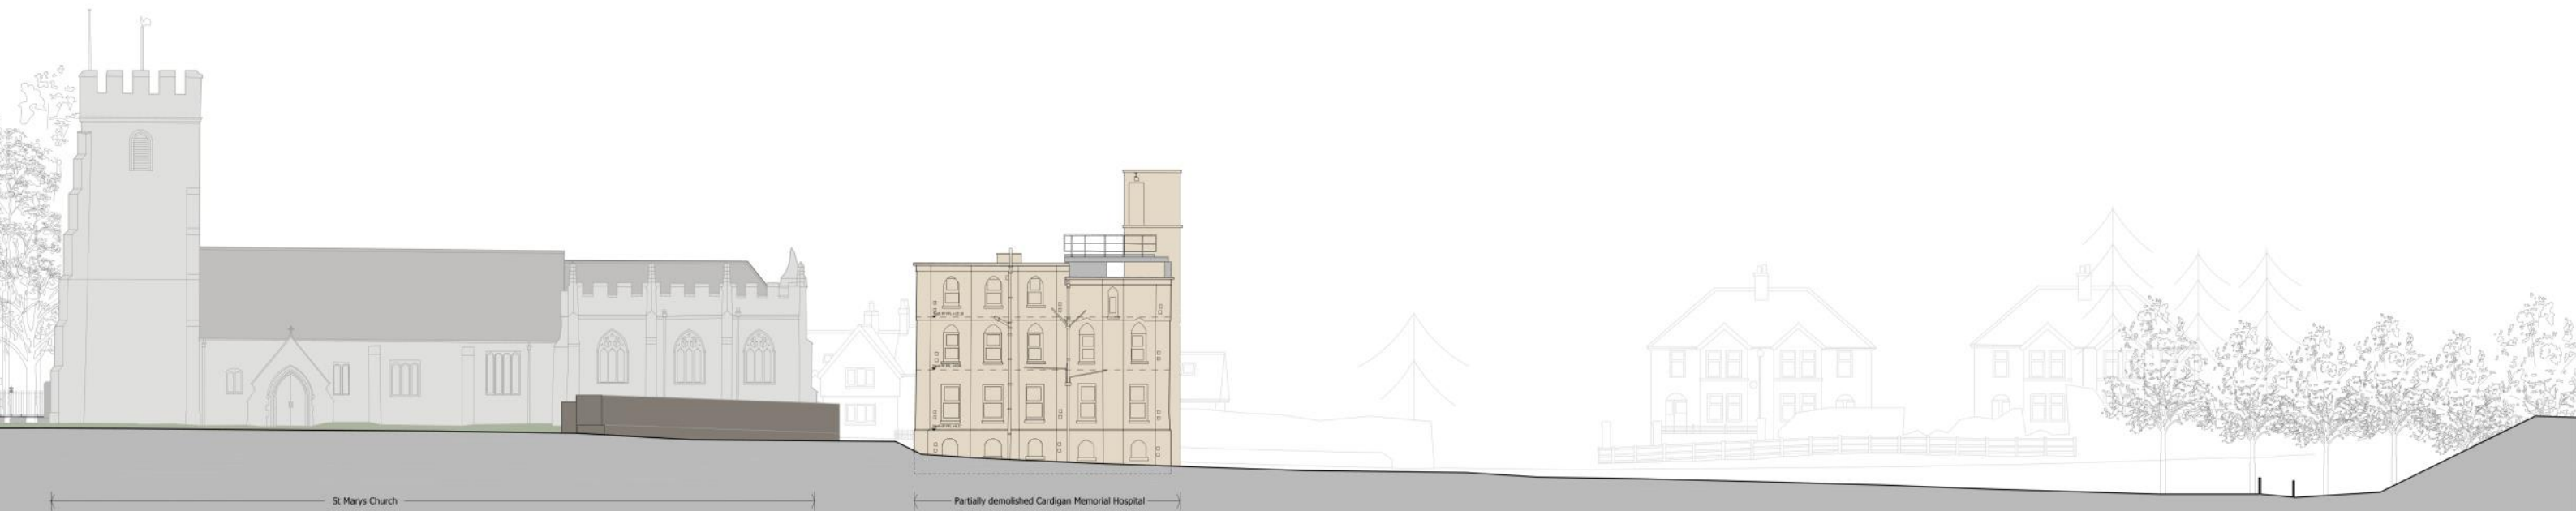 St Marys Church
Partially demolished Cardigan Memorial Hospital